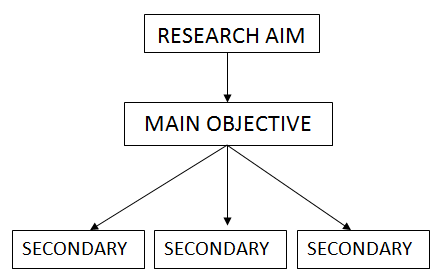 RESEARCH AIM
MAIN OBJECTIVE
SECONDARY
SECONDARY
SECONDARY